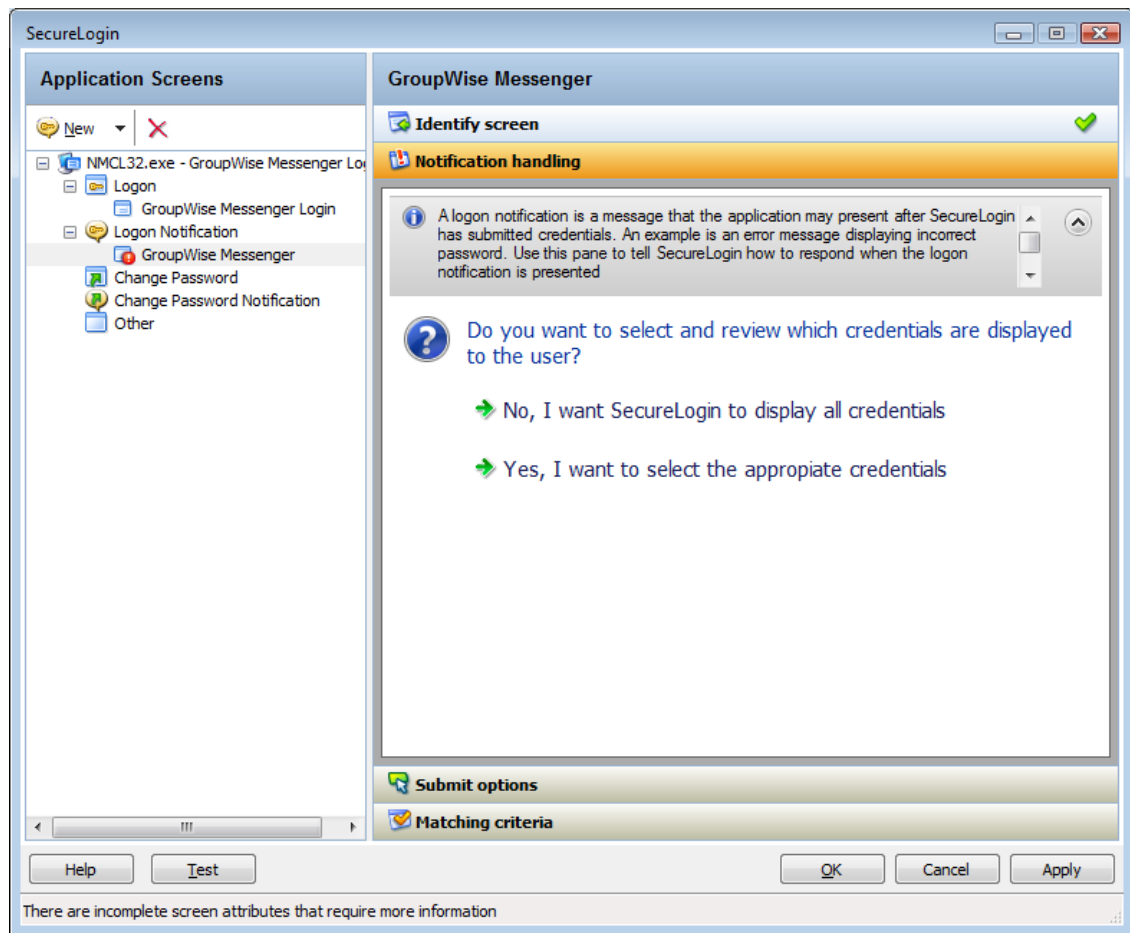 SecureLogin
Application Screens
New
NMCL32.exe - GroupWise Messenger Lo
Logon
GroupWise Messenger Login
Logon Notification
GroupWise Messenger
Change Password
Change Password Notification
Other
GroupWise Messenger
Identify screen
Notification handling
A logon notification is a message that the application may present after SecureLogin
has submitted credentials. An example is an error message displaying incorrect
password. Use this pane to tell SecureLogin how to respond when the logon
notification is presented
Do you want to select and review which credentials are displayed
to the user?
No, I want SecureLogin to display all credentials
Yes, I want to select the appropiate credentials
Submit options
Matching criteria
Help
Test
OK
Cancel
Apply
There are incomplete screen attributes that require more information